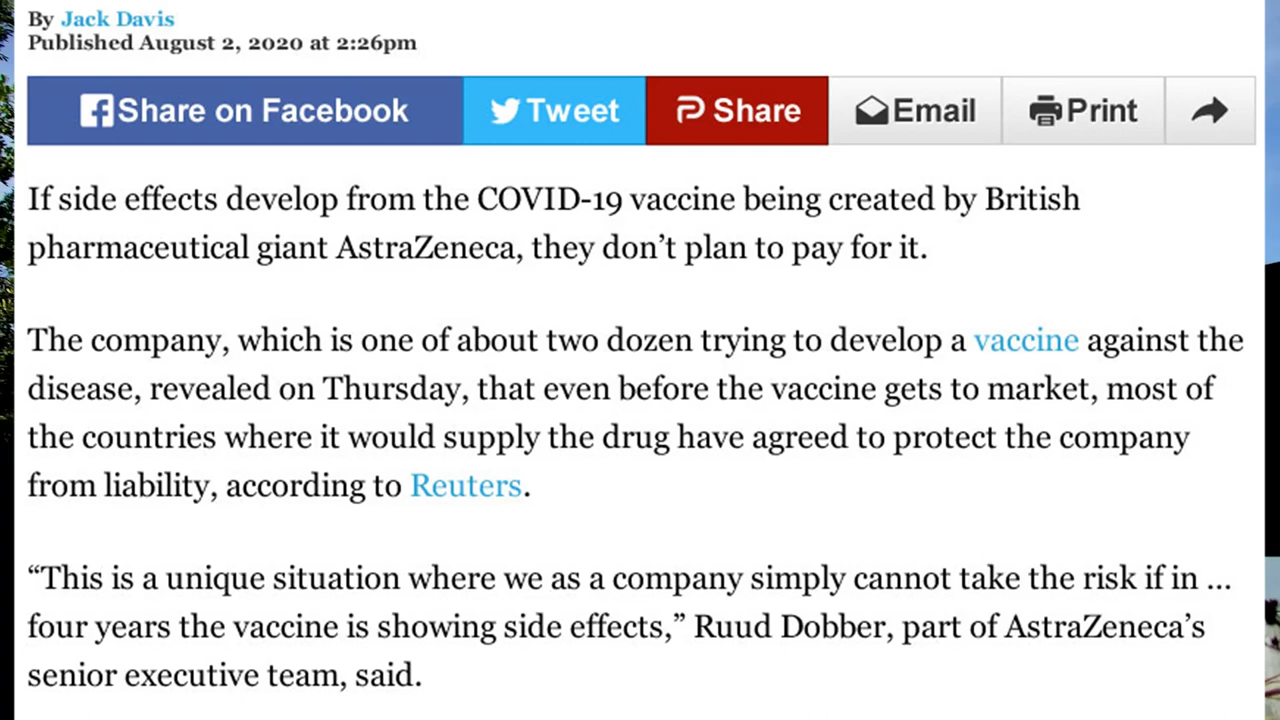 By Jack Davis
Published August 2, 2020 at 2:26pm
Share on Facebook Tweet Share Email Print
If side effects develop from the COVID-19 vaccine being created by British
pharmaceutical giant AstraZeneca, they don’t plan to pay for it.
The company, which is one of about two dozen trying to develop a vaccine against the
disease, revealed on Thursday, that even before the vaccine gets to market, most of
the countries where it would supply the drug have agreed to protect the company
from liability, according to Reuters.
“This is a unique situation where we as a company simply cannot take the risk if in ...
four years the vaccine is showing side effects,” Ruud Dobber, part of AstraZeneca’s
senior executive team, said.